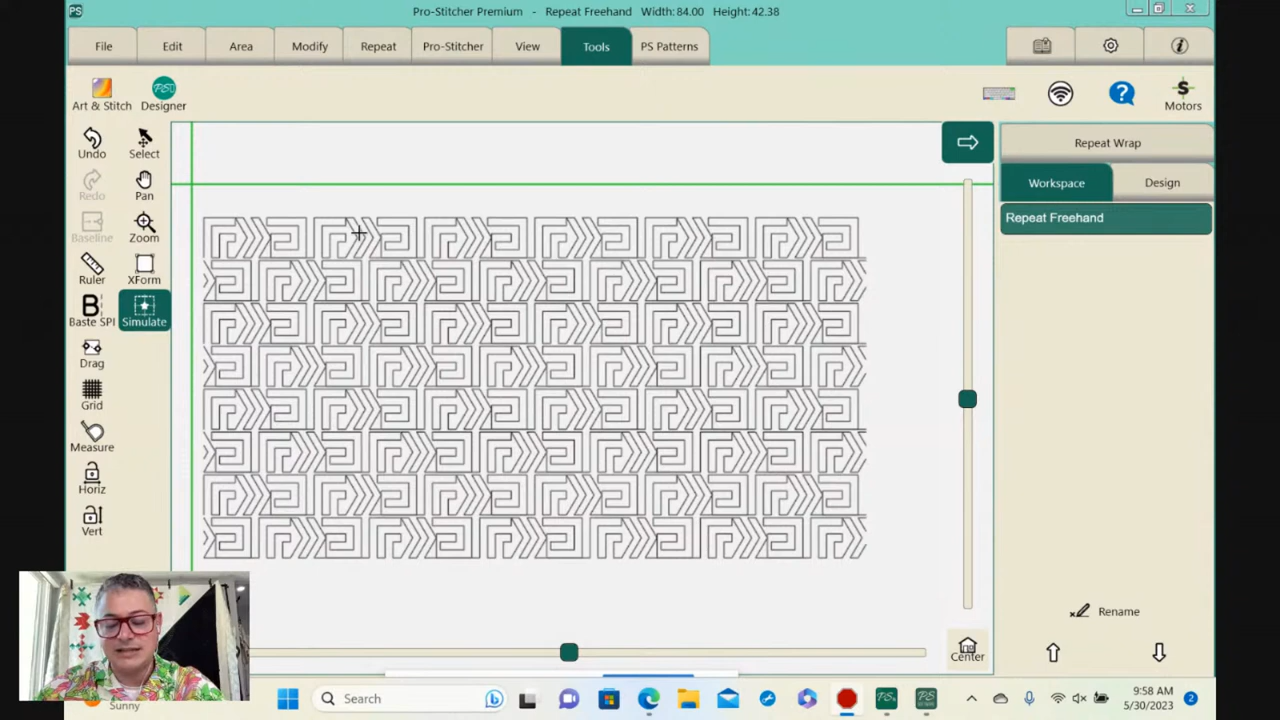 PS Pro-Stitcher Premium - Repeat Freehand Width:84.00 Height:42.38
File Edit Area Modify Repeat Pro-Stitcher View Tools PS Patterns
Art & Stitch Designer Motors
Undo Select
Redo Pan
Baseline Zoom
Ruler XForm
Baste SPI Simulate
Drag
Grid
Measure
Horiz
Vert
Repeat Wrap
Workspace Design
Repeat Freehand
Rename
Center
Sunny
Search
9:58 AM
5/30/2023
2